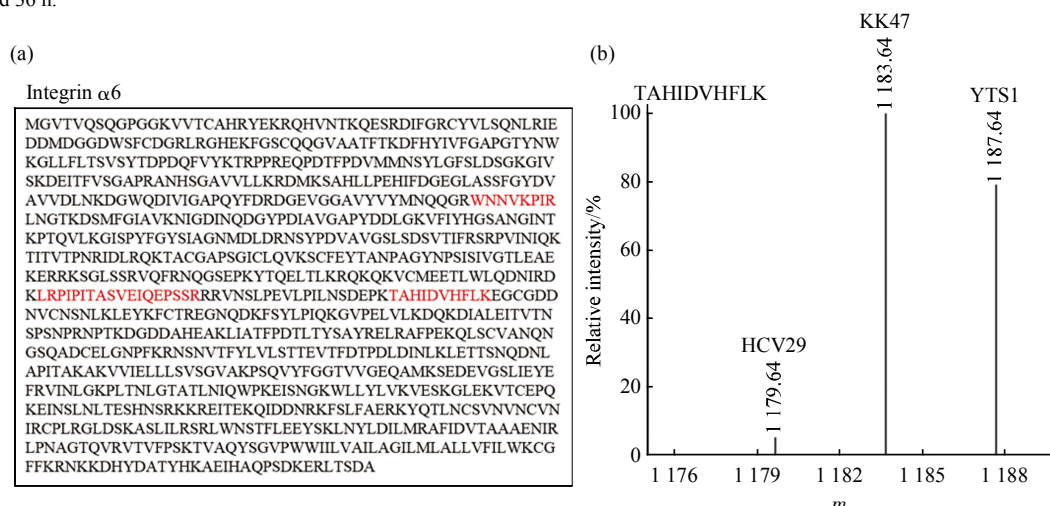 d 36 h.
(a)
Integrin α6
MGVTVQSQGPGGKVVTCAHRYEKRQHVNTKQESRDIFGRCYVLSQNLRIE
DDMDGGDWSFCDGRLRGHEKFGSCQQGVAATFTKDFHYIVFGAPGTYNW
KGLLFLTSVSYTDPDQFVYKTRPPREQPDTFPDVMMNSYLGFSLDSGKGIV
SKDEITFVSGAPRANHSGAVVLLKRDMKSAHLLPEHIFDGEGLASSFGYDV
AVVDLNKDGWQDIVIGAPQYFDRDGEVGGAVYVYMNQQGRWNNVKPIR
LNGTKDSMFGIAVKNIGDINQDGYPDIAVGAPYDDLGKVFIYHGSANGINT
KPTQVLKGISPYFGYSIAGNMDLDRNSYPDVAVGSLSDSVTIFRSRPVINIQK
TITVTPNRIDLRQKTACGAPSGICLQVKSCFEYTANPAGYNPSISIVGTLEAE
KERRKSGLSSRVQFRNQGSEPKYTQELTLKRQKQKVCMEETLWLQDNIRD
KLRPIPITASVEIQEPSSRRRVNSLPEVLPILNSDEPKTAHIDVHFLKEGCGDD
NVCNSNLKLEYKFCTREGNQDKFSYLPIQKGVPELVLKDQKDIALEITVTN
SPSNPRNPTKDGDDAHEAKLIATFPDTLTYSAYRELRAFPEKQLSCVANQN
GSQADCELGNPFKRNSNVTFYLVLSTTEVTFDTPDLDINLKLETTSNQDNL
APITAKAKVVIELLLSVSGVAKPSQVYFGGTVVGEQAMKSEDEVGSLIEYE
FRVINLGKPLTNLGTATLNIQWPKEISNGKWLLYLVKVESKGLEKVTCEPQ
KEINSLNLTESHNSRKKREITEKQIDDNRKFSLFAERKYQTLNCSVNVNCVN
IRCPLRGLDSKASLILRSRLWNSTFLEEYSKLNYLDILMRAFIDVTAAAENIR
LPNAGTQVRVTVFPSKTVAQYSGVPWWIILVAILAGILMLALLVFILWKCG
FFKRNKKDHYDATYHKAEIHAQPSDKERLTSDA
(b)
TAHIDVHFLK
KK47
1 183.64
YTS1
1 187.64
HCV29
1 179.64
Relative intensity/%
100
80
60
40
20
0
1 176 1 179 1 182 1 185 1 188
m